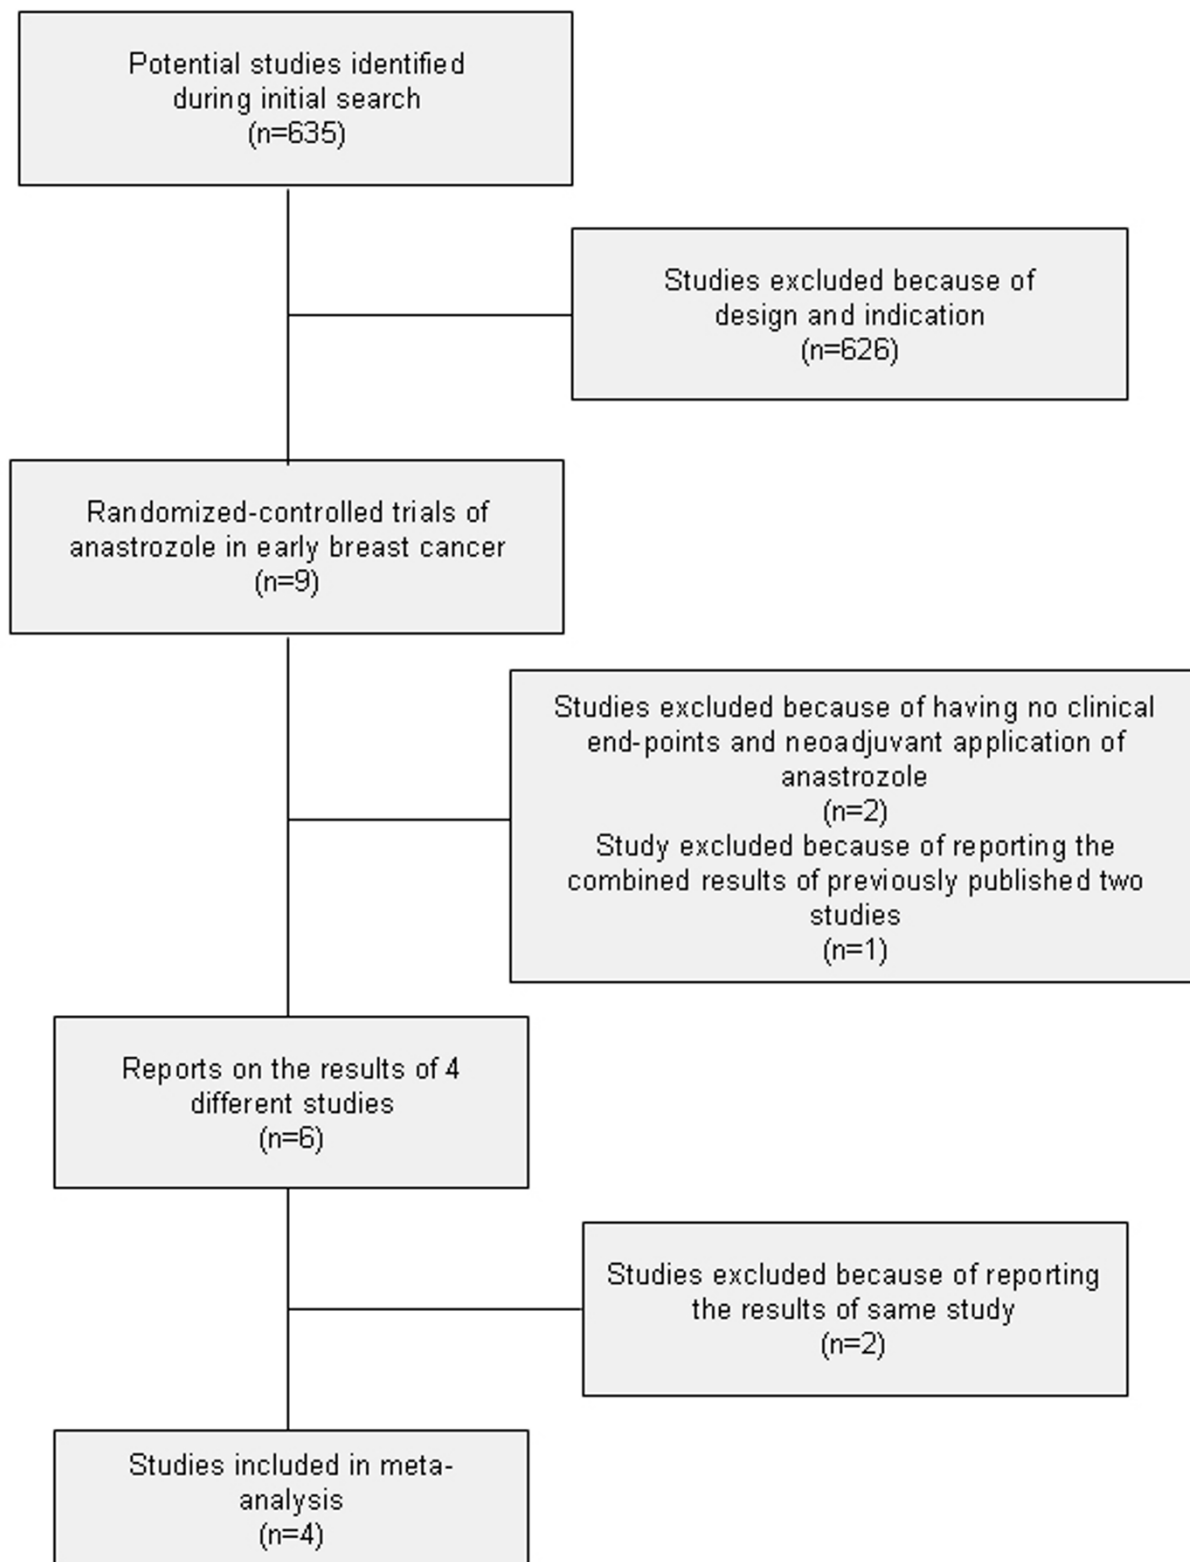 Potential studies identified
during initial search
(n=635)
Studies excluded because of
design and indication
(n=626)
Randomized-controlled trials of
anastrozole in early breast cancer
(n=9)
Studies excluded because of having no clinical
end-points and neoadjuvant application of
anastrozole
(n=2)
Study excluded because of reporting the
combined results of previously published two
studies
(n=1)
Reports on the results of 4
different studies
(n=6)
Studies excluded because of reporting
the results of same study
(n=2)
Studies included in meta-
analysis
(n=4)